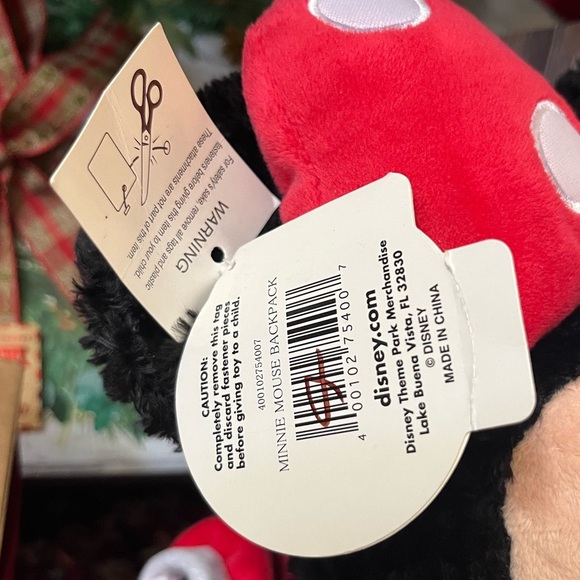 WARNING
For safety's sake, remove all tags and plastic
fasteners before giving this item to your child.
These attachments are not part of this item.
CAUTION:
Completely remove this tag
and discard fastener pieces
before giving toy to a child.
400102754007
MINNIE MOUSE BACKPACK
4 00102 75400 7
disney.com
Disney Theme Park Merchandise
Lake Buena Vista, FL 32830
© DISNEY
MADE IN CHINA